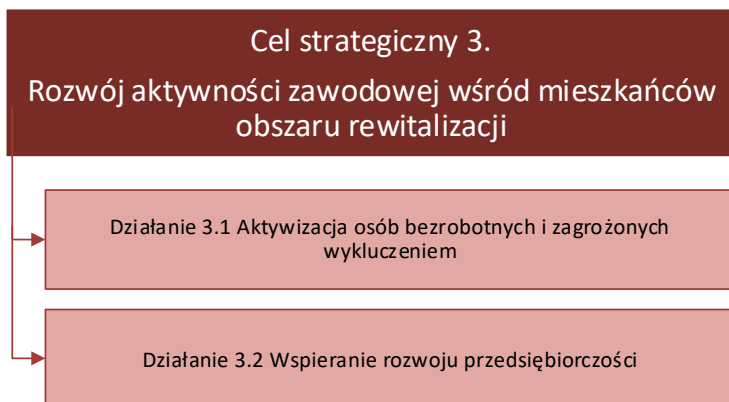 Cel strategiczny 3.
Rozwój aktywności zawodowej wśród mieszkańców
obszaru rewitalizacji
Działanie 3.1 Aktywizacja osób bezrobotnych i zagrożonych
wykluczeniem
Działanie 3.2 Wspieranie rozwoju przedsiębiorczości